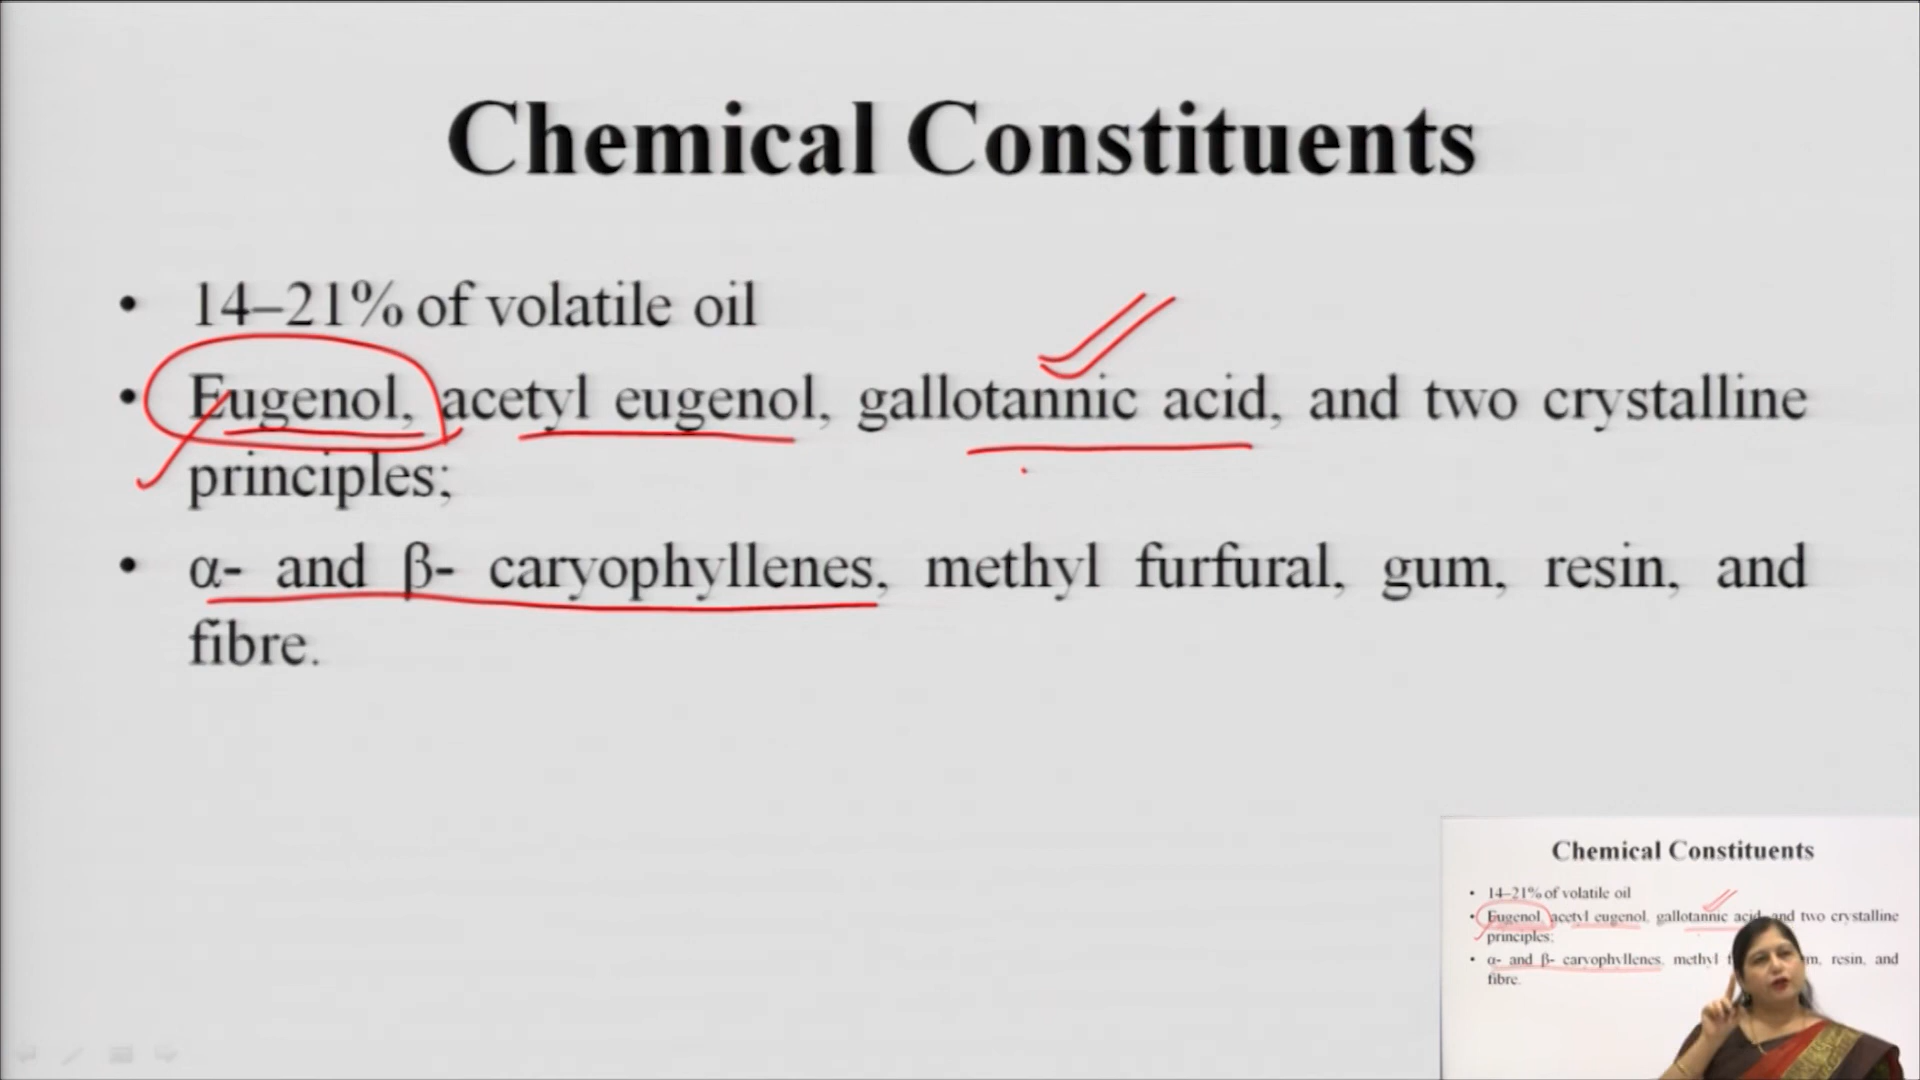 Chemical Constituents
• 14–21% of volatile oil
• Eugenol, acetyl eugenol, gallotannic acid, and two crystalline
principles;
• α- and β- caryophyllenes, methyl furfural, gum, resin, and
fibre.
Chemical Constituents
• 14–21% of volatile oil
• Eugenol, acetyl eugenol, gallotannic acid, and two crystalline
principles;
• α- and β- caryophyllenes, methyl m, resin, and
fibre.